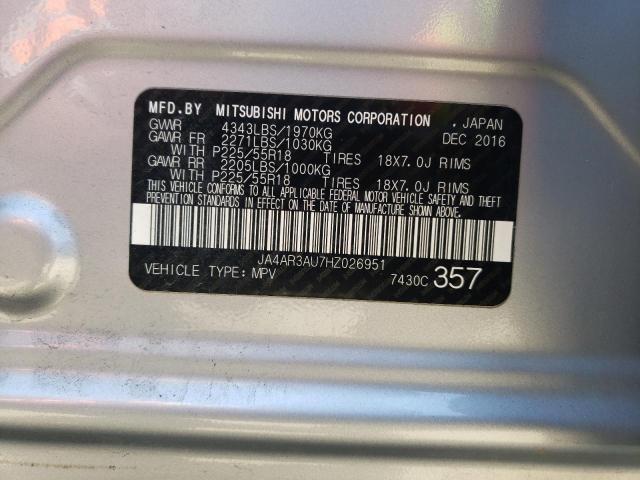 MFD.BY MITSUBISHI MOTORS CORPORATION . JAPAN
GWWR 4343LBS/1970KG DEC 2016
GAWR FR 2271LBS/1030KG
WITH P225/55R18 TIRES 18X7.0J RIMS
GAWR RR 2205LBS/1000KG
WITH P225/55R18 TIRES 18X7.0J RIMS
THIS VEHICLE CONFORMS TO ALL APPLICABLE FEDERAL MOTOR VEHICLE SAFETY AND THEFT
PREVENTION STANDARDS IN EFFECT ON THE DATE OF MANUFACTURE SHOWN ABOVE.
JA4AR3AU7HZ026951
VEHICLE TYPE: MPV 7430C 357